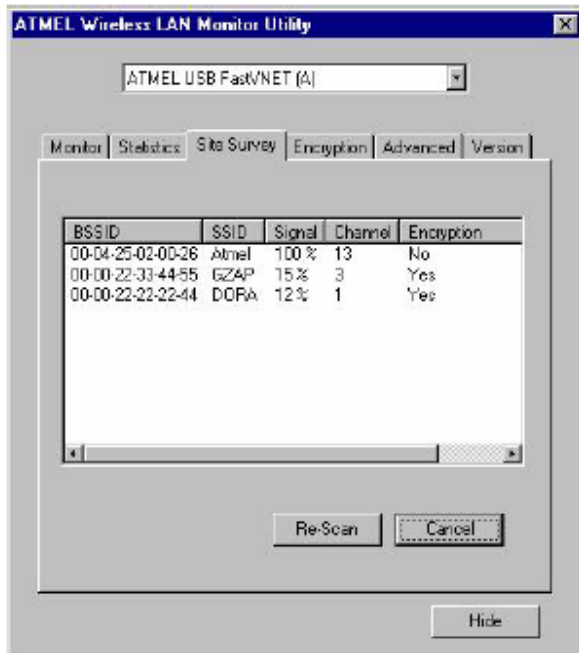 ATMEL Wireless LAN Monitor Utility
ATMEL USB FastVNET (A)
Monitor Statistics Site Survey Encryption Advanced Version
BSSID SSID Signal Channel Encryption
00-04-25-02-00-26 Atmel 100 % 13 No
00-00-22-33-44-55 GZAP 15 % 3 Yes
00-00-22-22-22-44 DORA 12 % 1 Yes
Re-Scan Cancel
Hide